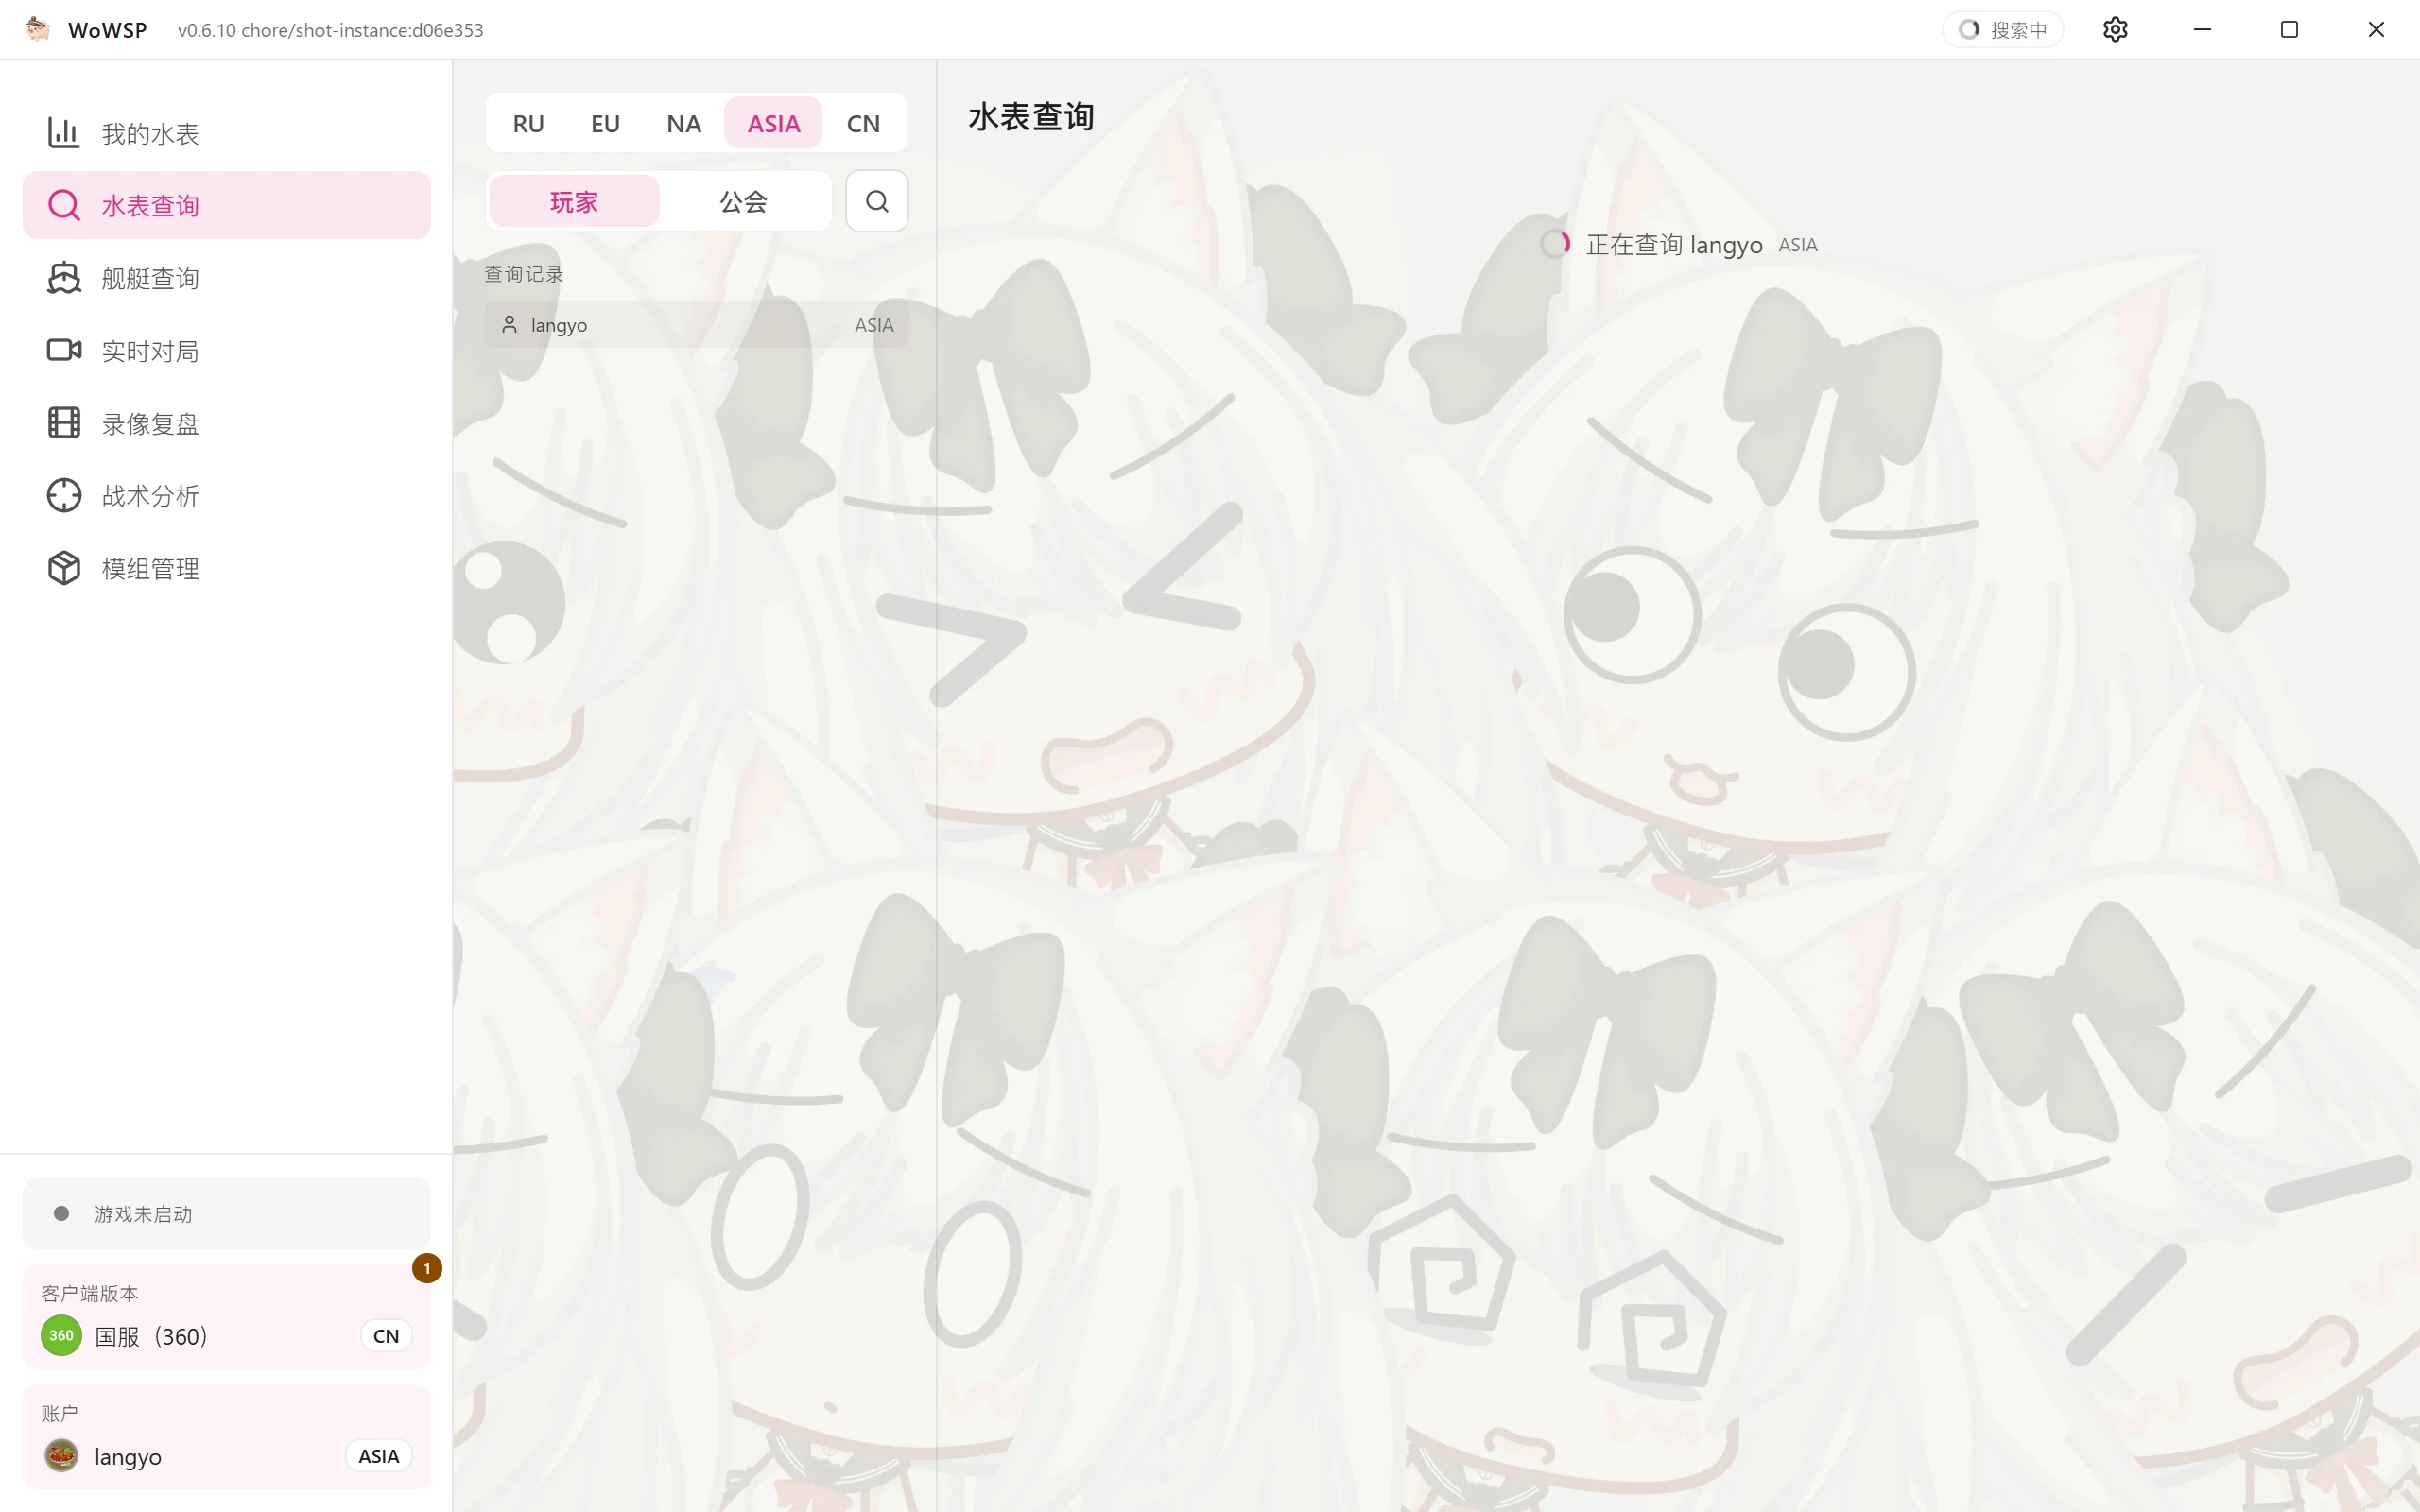 WoWSP v0.6.10 chore/shot-instance:d06e353 搜索中
我的水表
水表查询
舰艇查询
实时对局
录像复盘
战术分析
模组管理
游戏未启动
1
客户端版本
360 国服（360） CN
账户
langyo ASIA
RU EU NA ASIA CN
玩家 公会
查询记录
langyo ASIA
水表查询
正在查询 langyo ASIA